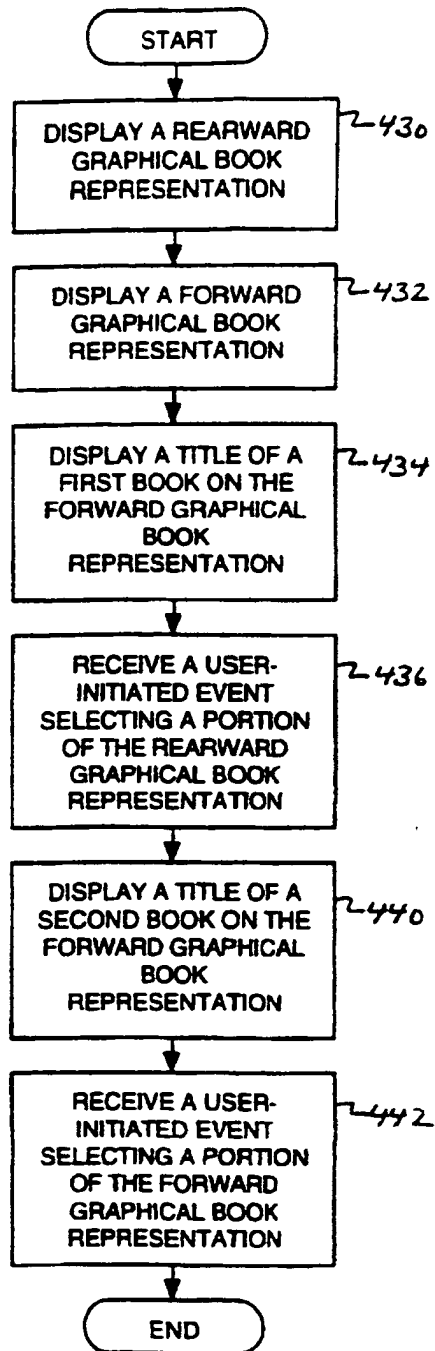 START
DISPLAY A REARWARD
GRAPHICAL BOOK
REPRESENTATION
430
DISPLAY A FORWARD
GRAPHICAL BOOK
REPRESENTATION
432
DISPLAY A TITLE OF A
FIRST BOOK ON THE
FORWARD GRAPHICAL
BOOK
REPRESENTATION
434
RECEIVE A USER-
INITIATED EVENT
SELECTING A PORTION
OF THE REARWARD
GRAPHICAL BOOK
REPRESENTATION
436
DISPLAY A TITLE OF A
SECOND BOOK ON THE
FORWARD GRAPHICAL
BOOK
REPRESENTATION
440
RECEIVE A USER-
INITIATED EVENT
SELECTING A PORTION
OF THE FORWARD
GRAPHICAL BOOK
REPRESENTATION
442
END